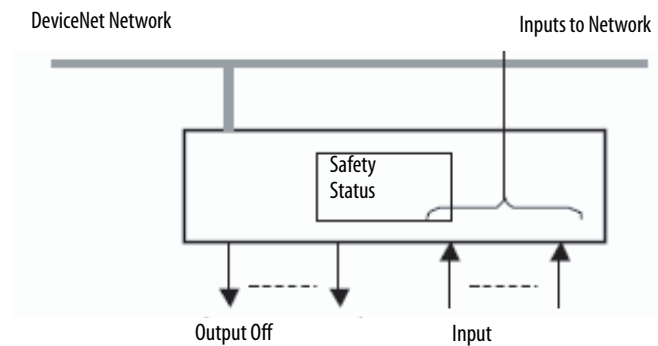 DeviceNet Network
Inputs to Network
Safety
Status
Output Off
Input